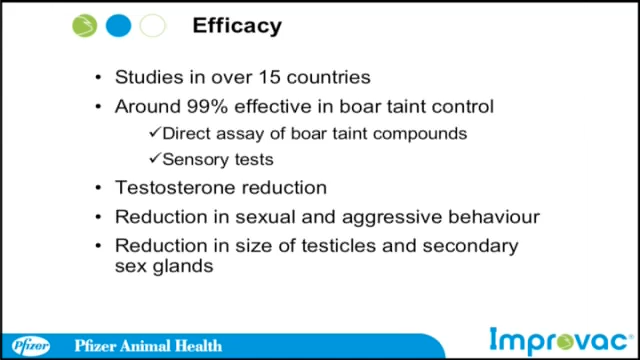 Efficacy
• Studies in over 15 countries
• Around 99% effective in boar taint control
✓Direct assay of boar taint compounds
✓Sensory tests
• Testosterone reduction
• Reduction in sexual and aggressive behaviour
• Reduction in size of testicles and secondary
sex glands
Pfizer Pfizer Animal Health
Improvac